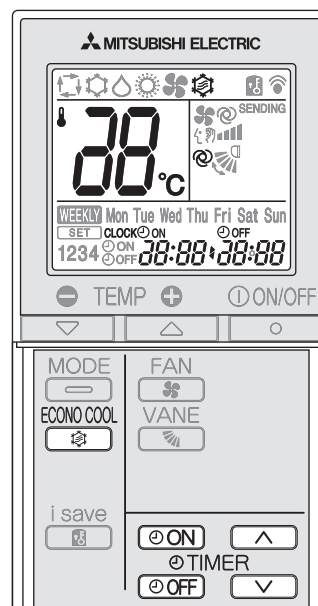 MITSUBISHI ELECTRIC
SENDING
88°C
WEEKLY Mon Tue Wed Thu Fri Sat Sun
SET CLOCK ON OFF
1234 ON OFF 88:88 88:88
TEMP ON/OFF
MODE FAN
ECONO COOL VANE
i save
ON
TIMER
OFF